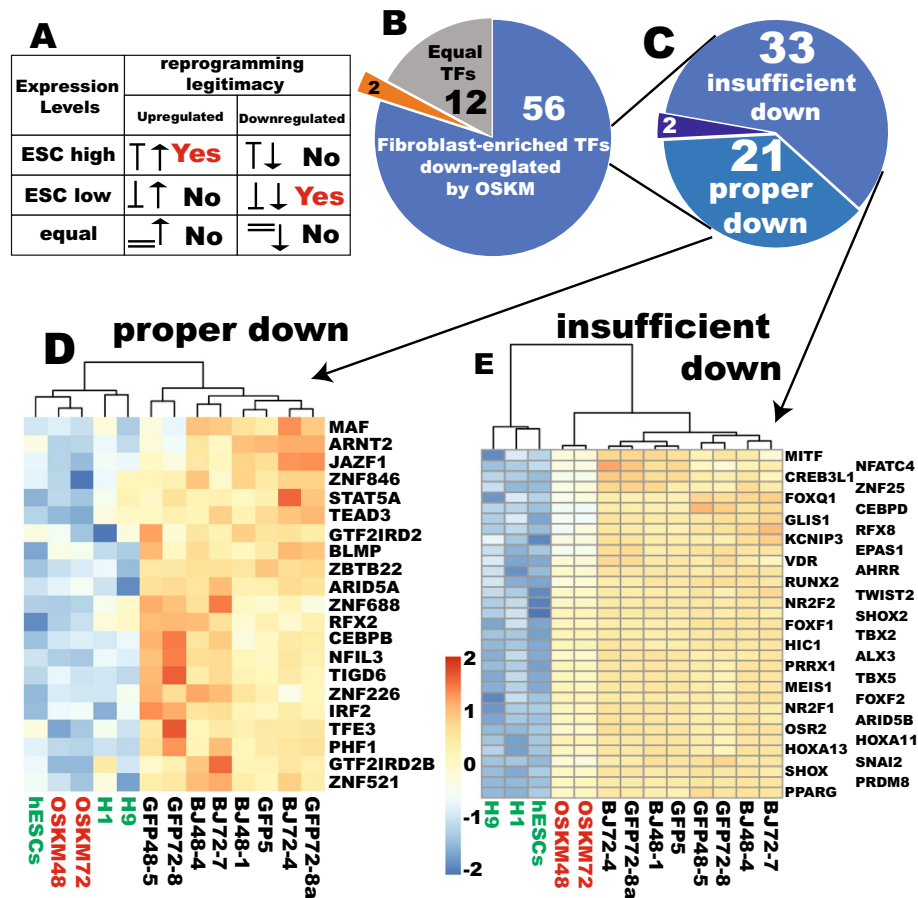 A
Expression
Levels
reprogramming
legitimacy
Upregulated
Downregulated
ESC high
Yes
No
ESC low
No
Yes
equal
No
No
B
Equal
TFs
12
2
56
Fibroblast-enriched TFs
down-reglated
by OSKM
C
33
insufficient
down
2
21
proper
down
D
proper down
MAF
ARNT2
JAZF1
ZNF846
STAT5A
TEAD3
GTF2IRD2
BLMP
ZBTB22
ARID5A
ZNF688
RFX2
CEBPB
NFIL3
TIGD6
ZNF226
IRF2
TFE3
PHF1
GTF2IRD2B
ZNF521
hESCs
OSKM48
OSKM72
H1
H9
GFP48-5
GFP72-8
BJ48-4
BJ72-7
BJ48-1
GFP5
BJ72-4
GFP72-8a
2
1
0
-1
-2
E
insufficient
down
MITF
NFATC4
CREB3L1
ZNF25
FOXQ1
CEBPD
GLIS1
RFX8
KCNIP3
EPAS1
VDR
AHRR
RUNX2
TWIST2
NR2F2
SHOX2
FOXF1
TBX2
HIC1
ALX3
PRRX1
TBX5
MEIS1
FOXF2
NR2F1
ARID5B
OSR2
HOXA11
HOXA13
SNAI2
SHOX
PRDM8
PPARG
H9
H1
hESCs
OSKM48
OSKM72
BJ72-4
GFP72-8a
BJ48-1
GFP5
GFP48-5
GFP72-8
BJ48-4
BJ72-7